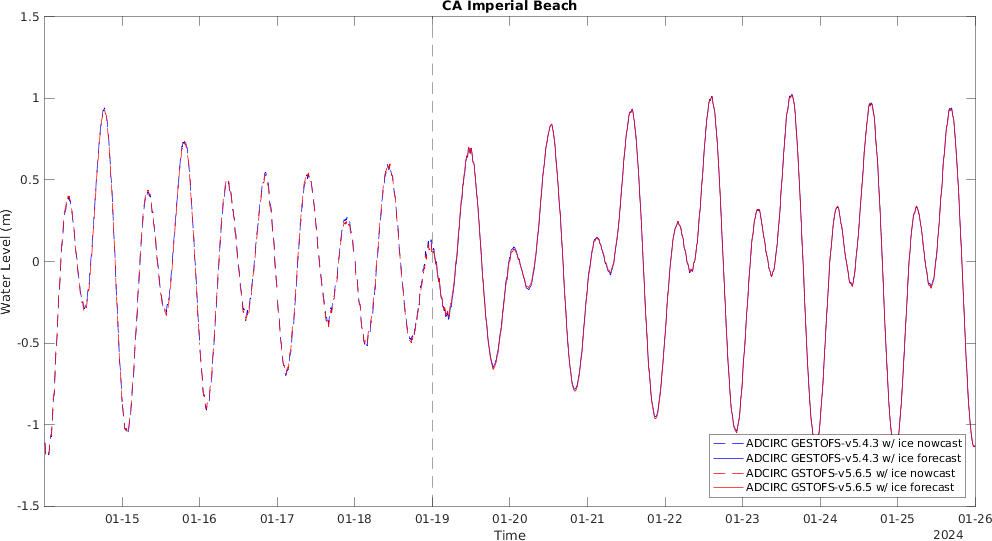 CA Imperial Beach
1.5
1
0.5
0
-0.5
-1
-1.5
Water Level (m)
ADCIRC GESTOFS-v5.4.3 w/ ice nowcast
ADCIRC GESTOFS-v5.4.3 w/ ice forecast
ADCIRC GSTOFS-v5.6.5 w/ ice nowcast
ADCIRC GSTOFS-v5.6.5 w/ ice forecast
01-15 01-16 01-17 01-18 01-19 01-20 01-21 01-22 01-23 01-24 01-25 01-26
Time
2024